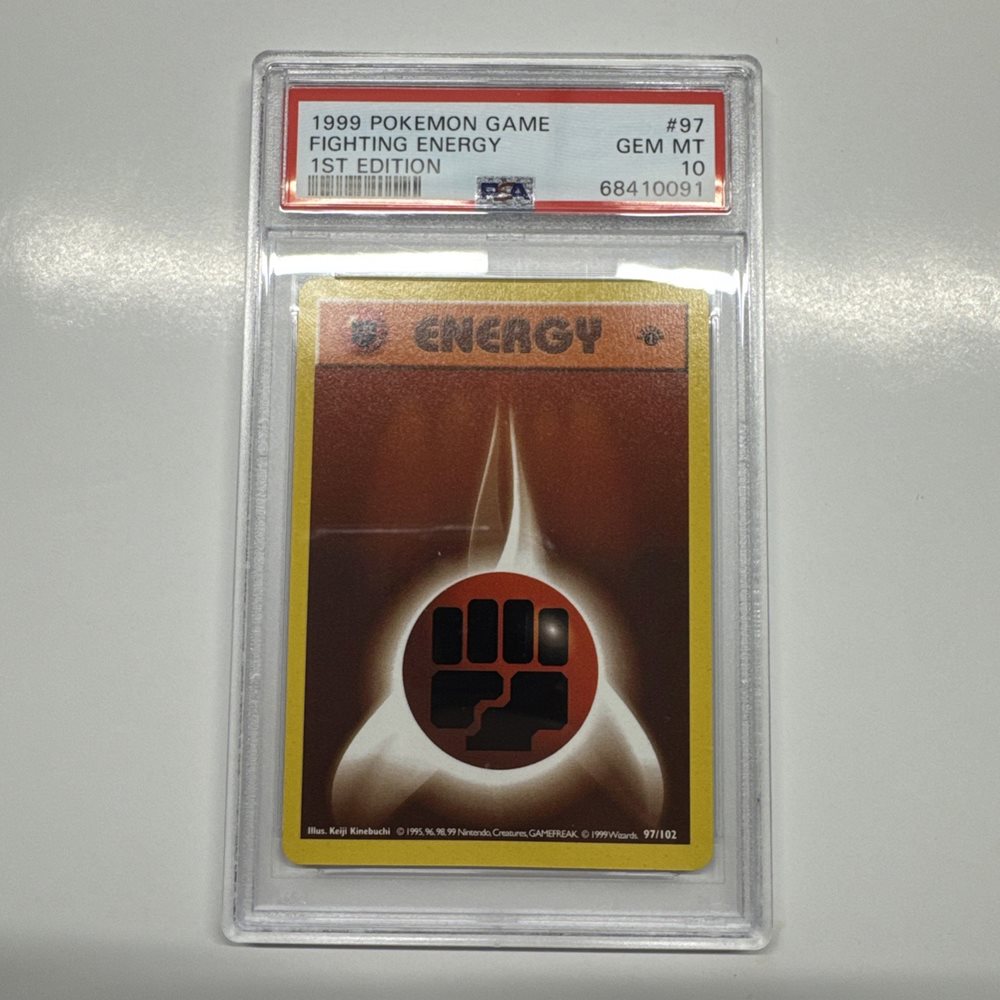 1999 POKEMON GAME #97
FIGHTING ENERGY GEM MT
1ST EDITION 10
PSA 68410091
ENERGY
Illus. Keiji Kinebuchi © 1995, 96, 98, 99 Nintendo, Creatures, GAMEFREAK. © 1999 Wizards. 97/102